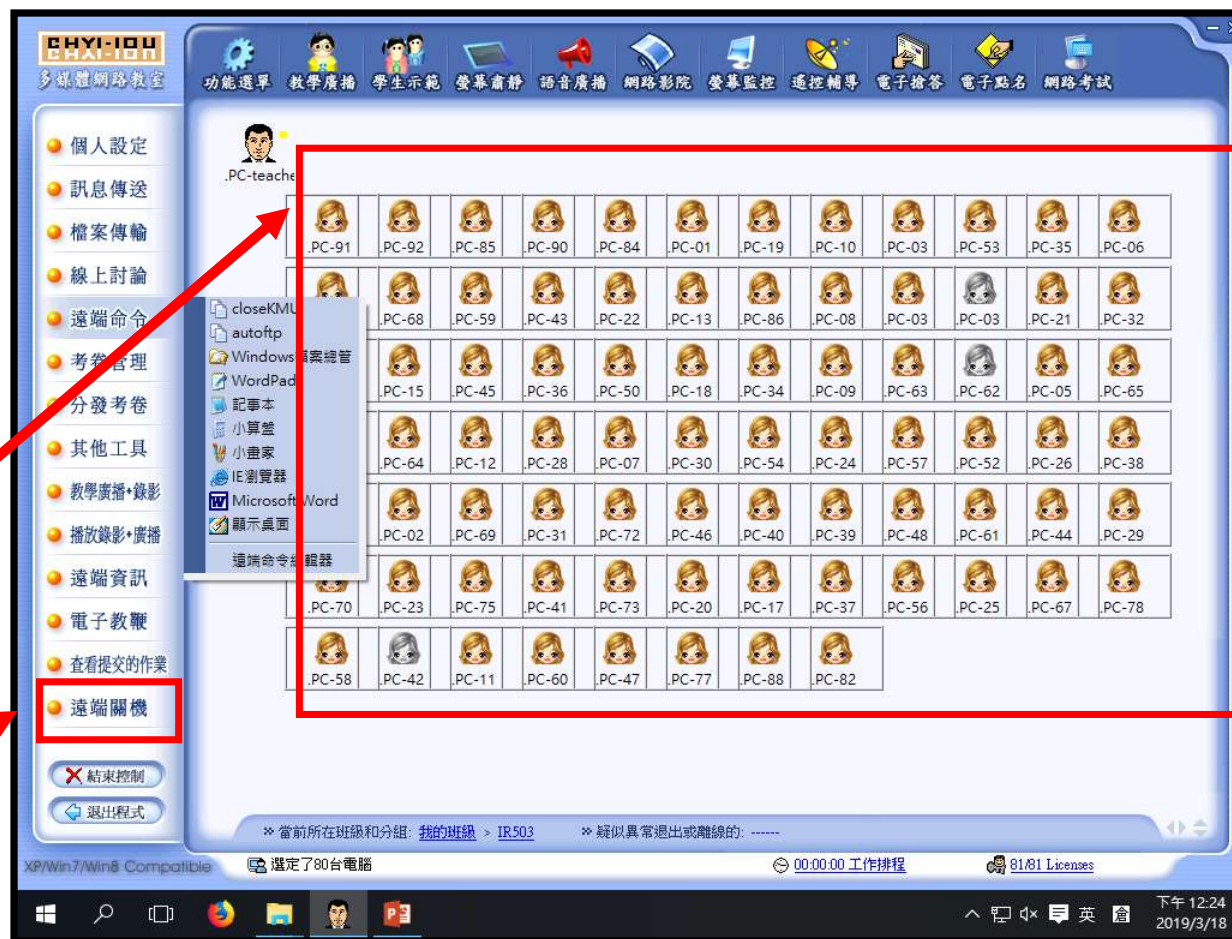 CHYI-IOH
多媒體網路教室
功能選單 教學廣播 學生示範 螢幕肅靜 語音廣播 網路影院 螢幕監控 遙控輔導 電子搶答 電子點名 網路考試
個人設定
訊息傳送
檔案傳輸
線上討論
遠端命令
考卷管理
分發考卷
其他工具
教學廣播+錄影
播放錄影+廣播
遠端資訊
電子教鞭
查看提交的作業
遠端關機
結束控制
退出程式
.PC-teache
.PC-91 .PC-92 .PC-85 .PC-90 .PC-84 .PC-01 .PC-19 .PC-10 .PC-03 .PC-53 .PC-35 .PC-06
.PC-68 .PC-59 .PC-43 .PC-22 .PC-13 .PC-86 .PC-08 .PC-03 .PC-03 .PC-21 .PC-32
.PC-15 .PC-45 .PC-36 .PC-50 .PC-18 .PC-34 .PC-09 .PC-63 .PC-62 .PC-05 .PC-65
.PC-64 .PC-12 .PC-28 .PC-07 .PC-30 .PC-54 .PC-24 .PC-57 .PC-52 .PC-26 .PC-38
.PC-02 .PC-69 .PC-31 .PC-72 .PC-46 .PC-40 .PC-39 .PC-48 .PC-61 .PC-44 .PC-29
.PC-70 .PC-23 .PC-75 .PC-41 .PC-73 .PC-20 .PC-17 .PC-37 .PC-56 .PC-25 .PC-67 .PC-78
.PC-58 .PC-42 .PC-11 .PC-60 .PC-47 .PC-77 .PC-88 .PC-82
closeKMU
autoftp
Windows檔案總管
WordPad
記事本
小算盤
小畫家
IE瀏覽器
Microsoft Word
顯示桌面
遠端命令編輯器
» 當前所在班級和分組: 我的班級 > IR503 » 疑似異常退出或離線的: ------
XP/Win7/Win8 Compatible 選定了80台電腦 00:00:00 工作排程 81/81 Licenses
英 倉 下午 12:24
2019/3/18